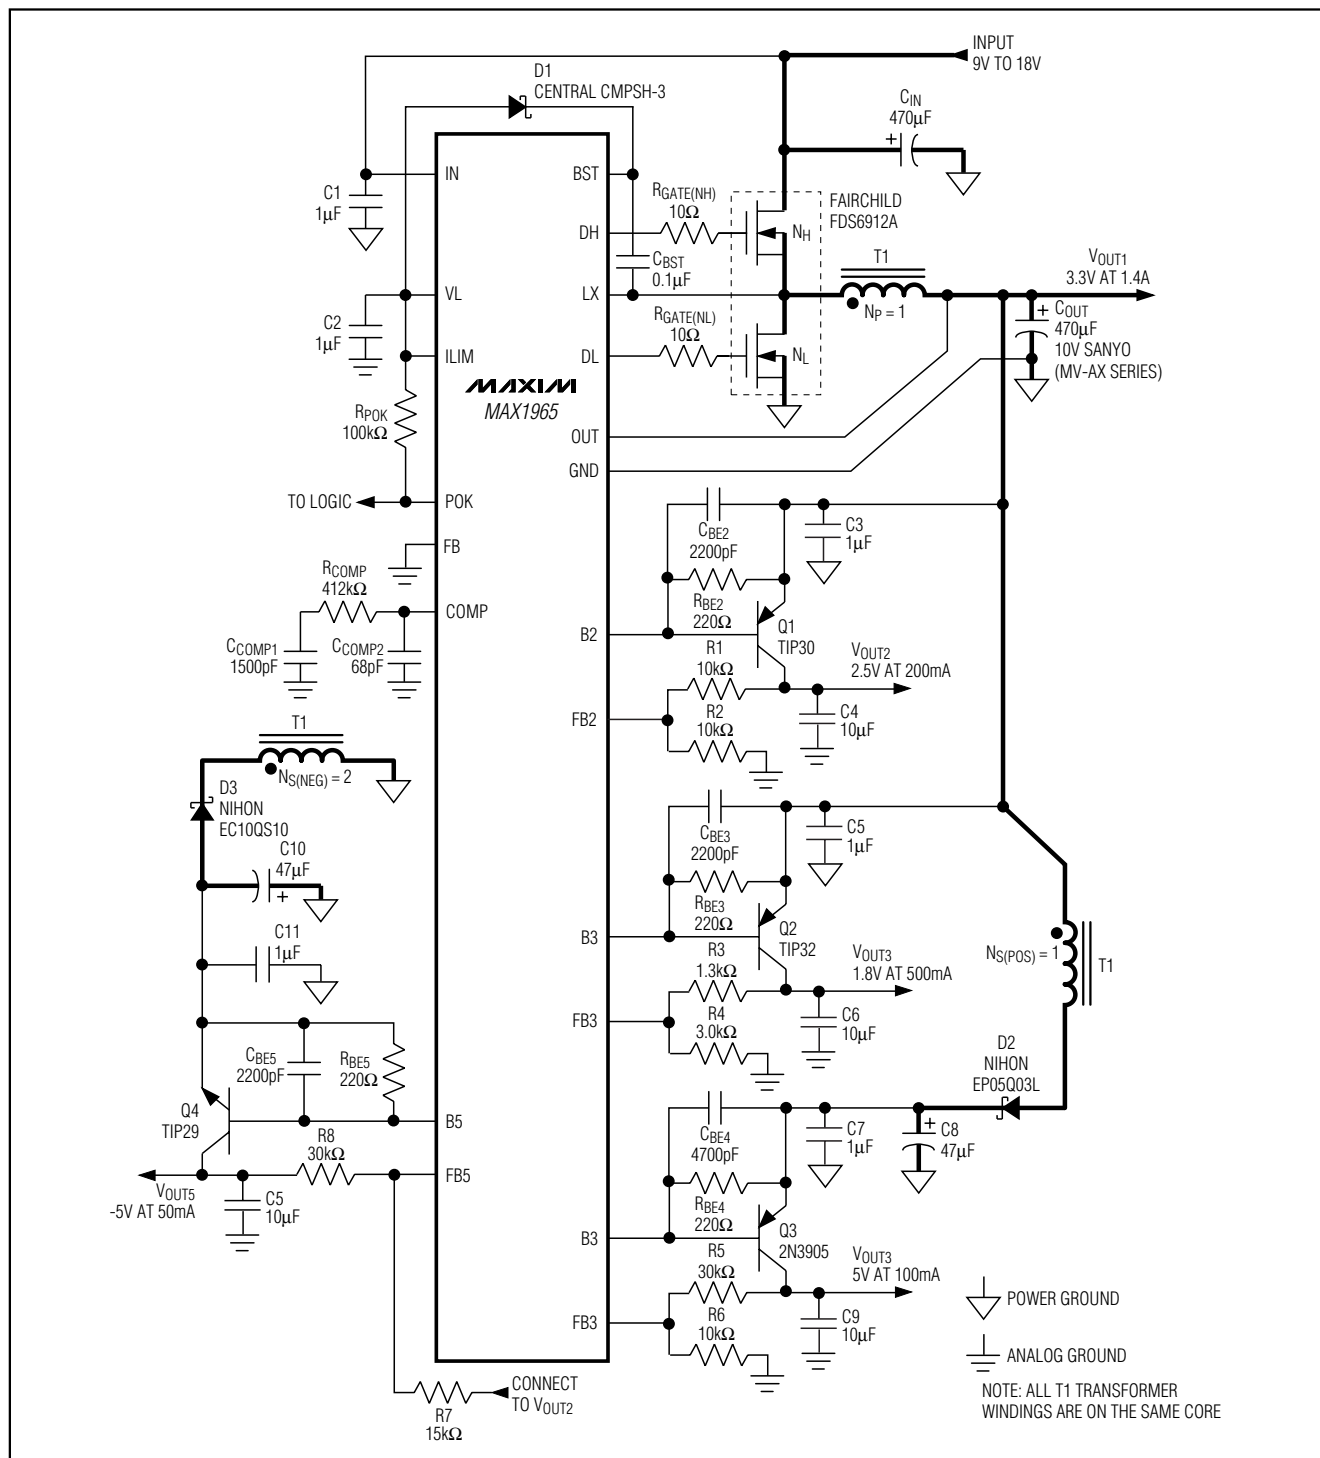 INPUT
9V TO 18V
D1
CENTRAL CMPSH-3
CIN
470µF
IN
BST
C1
1µF
RGATE(NH)
10Ω
FAIRCHILD
FDS6912A
DH
NH
CBST
0.1µF
T1
VOUT1
3.3V AT 1.4A
VL
LX
NP = 1
COUT
470µF
10V SANYO
(MV-AX SERIES)
C2
1µF
RGATE(NL)
10Ω
ILIM
DL
NL
MAXIM
MAX1965
RPOK
100kΩ
OUT
GND
TO LOGIC
POK
CBE2
2200pF
C3
1µF
FB
RCOMP
412kΩ
RBE2
220Ω
COMP
B2
Q1
TIP30
CCOMP1
1500pF
CCOMP2
68pF
R1
10kΩ
VOUT2
2.5V AT 200mA
R2
10kΩ
FB2
C4
10µF
T1
NS(NEG) = 2
D3
NIHON
EC10QS10
CBE3
2200pF
C5
1µF
C10
47µF
RBE3
220Ω
C11
1µF
B3
Q2
TIP32
NS(POS) = 1
T1
R3
1.3kΩ
VOUT3
1.8V AT 500mA
R4
3.0kΩ
FB3
C6
10µF
CBE5
2200pF
RBE5
220Ω
D2
NIHON
EP05Q03L
Q4
TIP29
B5
CBE4
4700pF
C7
1µF
C8
47µF
R8
30kΩ
FB5
VOUT5
-5V AT 50mA
C5
10µF
RBE4
220Ω
B3
Q3
2N3905
R5
30kΩ
VOUT3
5V AT 100mA
R6
10kΩ
FB3
C9
10µF
POWER GROUND
ANALOG GROUND
CONNECT
TO VOUT2
R7
15kΩ
NOTE: ALL T1 TRANSFORMER
WINDINGS ARE ON THE SAME CORE